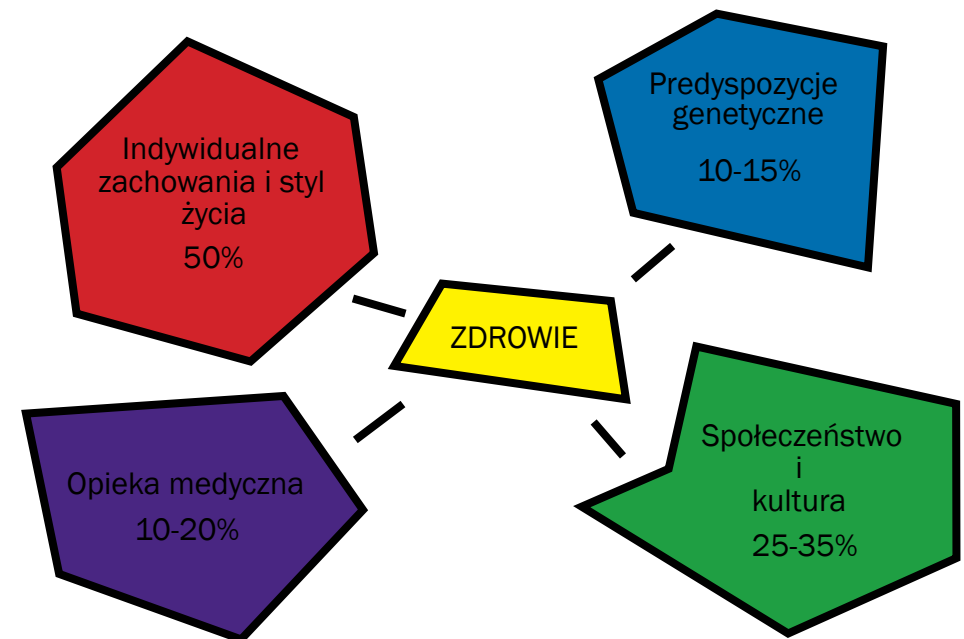 Indywidualne
zachowania i styl
życia
50%
Predyspozycje
genetyczne
10-15%
ZDROWIE
Opieka medyczna
10-20%
Społeczeństwo
i
kultura
25-35%